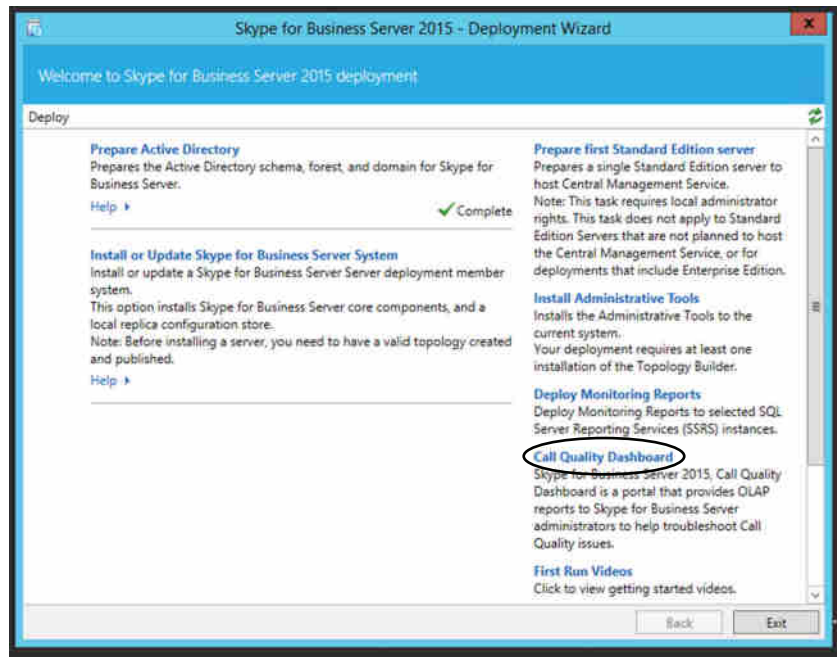 Skype for Business Server 2015 - Deployment Wizard
Welcome to Skype for Business Server 2015 deployment
Deploy
Prepare Active Directory
Prepares the Active Directory schema, forest, and domain for Skype for
Business Server.
Help
Complete
Install or Update Skype for Business Server System
Install or update a Skype for Business Server Server deployment member
system.
This option installs Skype for Business Server core components, and a
local replica configuration store.
Note: Before installing a server, you need to have a valid topology created
and published.
Help
Prepare first Standard Edition server
Prepares a single Standard Edition server to
host Central Management Service.
Note: This task requires local administrator
rights. This task does not apply to Standard
Edition Servers that are not planned to host
the Central Management Service, or for
deployments that include Enterprise Edition.
Install Administrative Tools
Installs the Administrative Tools to the
current system.
Your deployment requires at least one
installation of the Topology Builder.
Deploy Monitoring Reports
Deploy Monitoring Reports to selected SQL
Server Reporting Services (SSRS) instances.
Call Quality Dashboard
Skype for Business Server 2015, Call Quality
Dashboard is a portal that provides OLAP
reports to Skype for Business Server
administrators to help troubleshoot Call
Quality issues.
First Run Videos
Click to view getting started videos.
Back
Exit